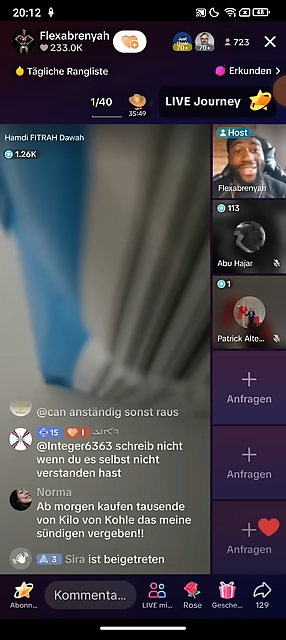 20:12
48
Flexabrenyah
233.0K
70+
70+
723
Tägliche Rangliste
Erkunden
1/40
35:49
LIVE Journey
Hamdi FITRAH Dawah
1.26K
Host
Flexabrenyah
113
Abu Hajar
1
Patrick Alte...
Anfragen
Anfragen
Anfragen
@can anständig sonst raus
15
@Integer6363 schreib nicht
wenn du es selbst nicht
verstanden hast
Norma
Ab morgen kaufen tausende
von Kilo von Kohle das meine
sündigen vergeben!!
3 Sira ist beigetreten
Abonn...
Kommenta...
LIVE mi...
Rose
Gesche...
129